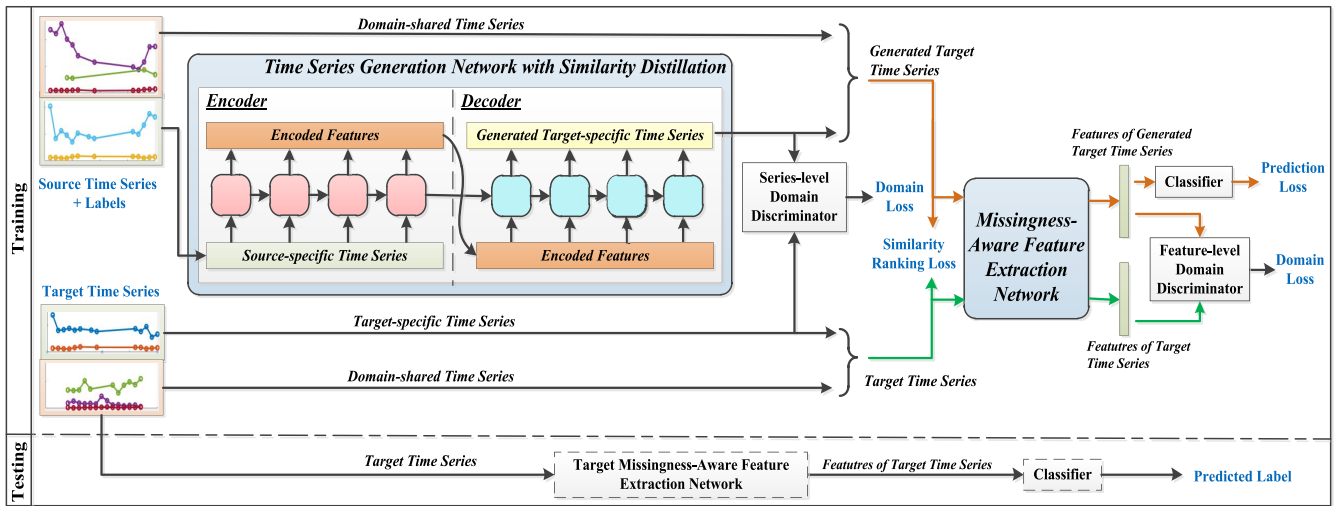 Training
Domain-shared Time Series
Source Time Series
+ Labels
Time Series Generation Network with Similarity Distillation
Encoder
Decoder
Encoded Features
Generated Target-specific Time Series
Source-specific Time Series
Encoded Features
Generated Target
Time Series
Series-level
Domain
Discriminator
Domain
Loss
Similarity
Ranking Loss
Missingness-
Aware Feature
Extraction
Network
Features of Generated
Target Time Series
Classifier
Prediction
Loss
Feature-level
Domain
Discriminator
Domain
Loss
Featutres of Target
Time Series
Target Time Series
Target-specific Time Series
Domain-shared Time Series
Target Time Series
Testing
Target Time Series
Target Missingness-Aware Feature
Extraction Network
Featutres of Target Time Series
Classifier
Predicted Label